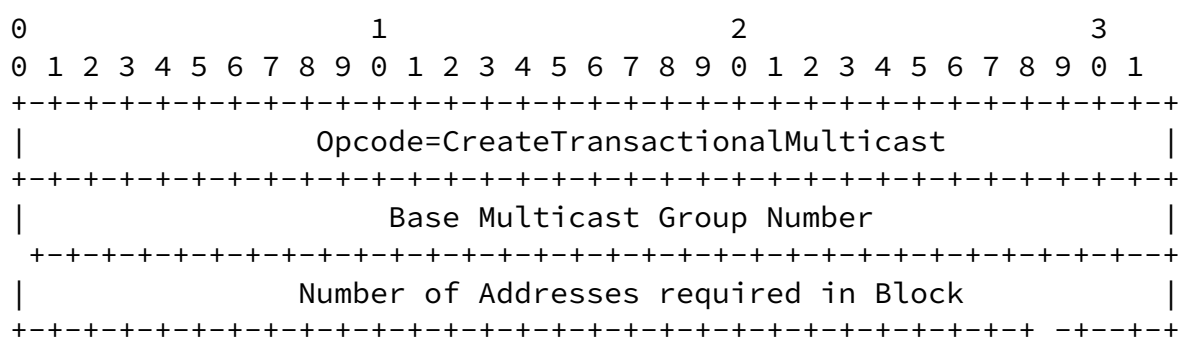 0                   1                   2                   3
0 1 2 3 4 5 6 7 8 9 0 1 2 3 4 5 6 7 8 9 0 1 2 3 4 5 6 7 8 9 0 1
+-+-+-+-+-+-+-+-+-+-+-+-+-+-+-+-+-+-+-+-+-+-+-+-+-+-+-+-+-+-+-+-+
|                Opcode=CreateTransactionalMulticast            |
+-+-+-+-+-+-+-+-+-+-+-+-+-+-+-+-+-+-+-+-+-+-+-+-+-+-+-+-+-+-+-+-+
|                    Base Multicast Group Number                |
 +-+-+-+-+-+-+-+-+-+-+-+-+-+-+-+-+-+-+-+-+-+-+-+-+-+-+-+-+-+-+--+
|               Number of Addresses required in Block           |
+-+-+-+-+-+-+-+-+-+-+-+-+-+-+-+-+-+-+-+-+-+-+-+-+-+-+-+-+ -+--+-+